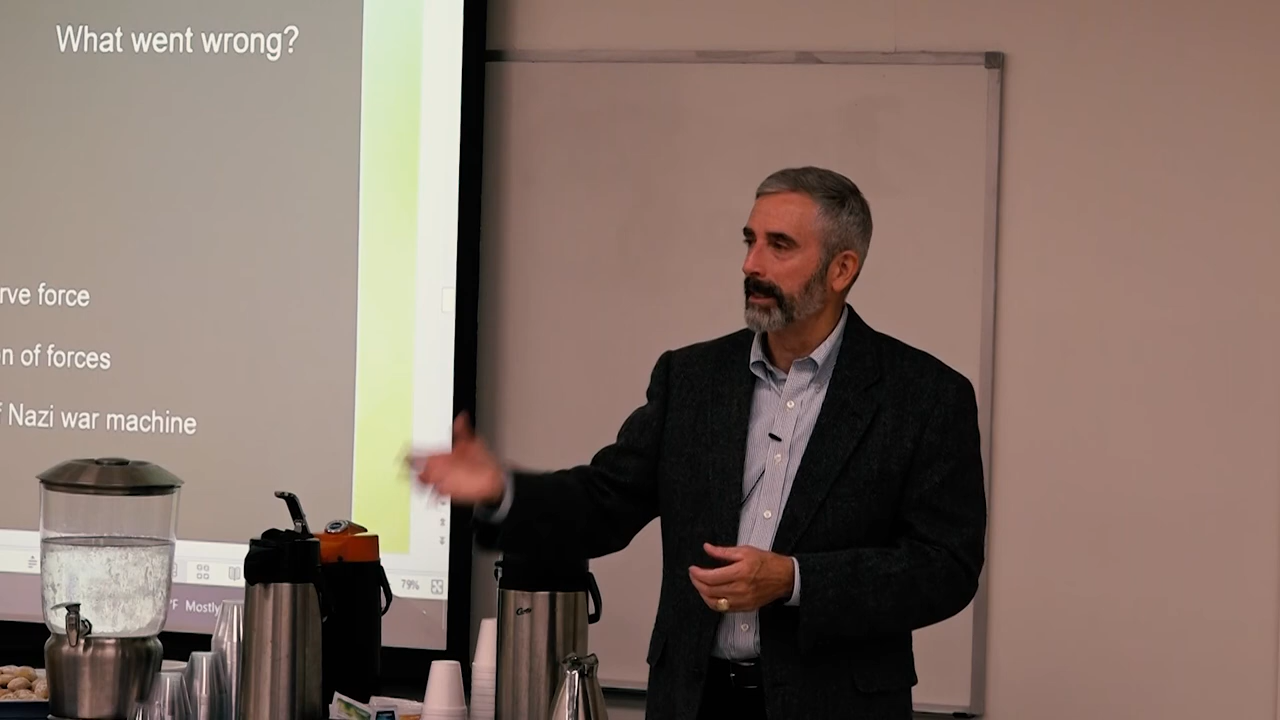 What went wrong?
rve force
n of forces
f Nazi war machine
79%
°F Mostly